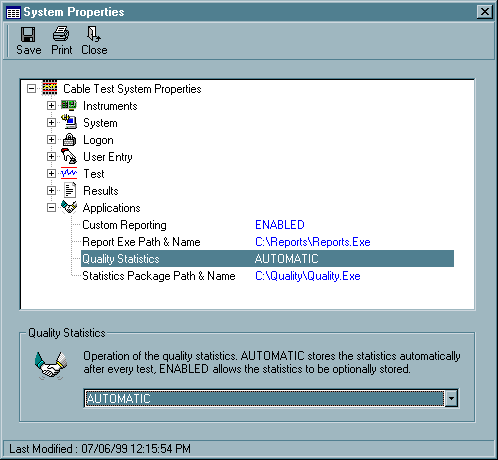 System Properties
Save Print Close
Cable Test System Properties
Instruments
System
Logon
User Entry
Test
Results
Applications
Custom Reporting ENABLED
Report Exe Path & Name C:\Reports\Reports.Exe
Quality Statistics AUTOMATIC
Statistics Package Path & Name C:\Quality\Quality.Exe
Quality Statistics
Operation of the quality statistics. AUTOMATIC stores the statistics automatically
after every test, ENABLED allows the statistics to be optionally stored.
AUTOMATIC
Last Modified : 07/06/99 12:15:54 PM